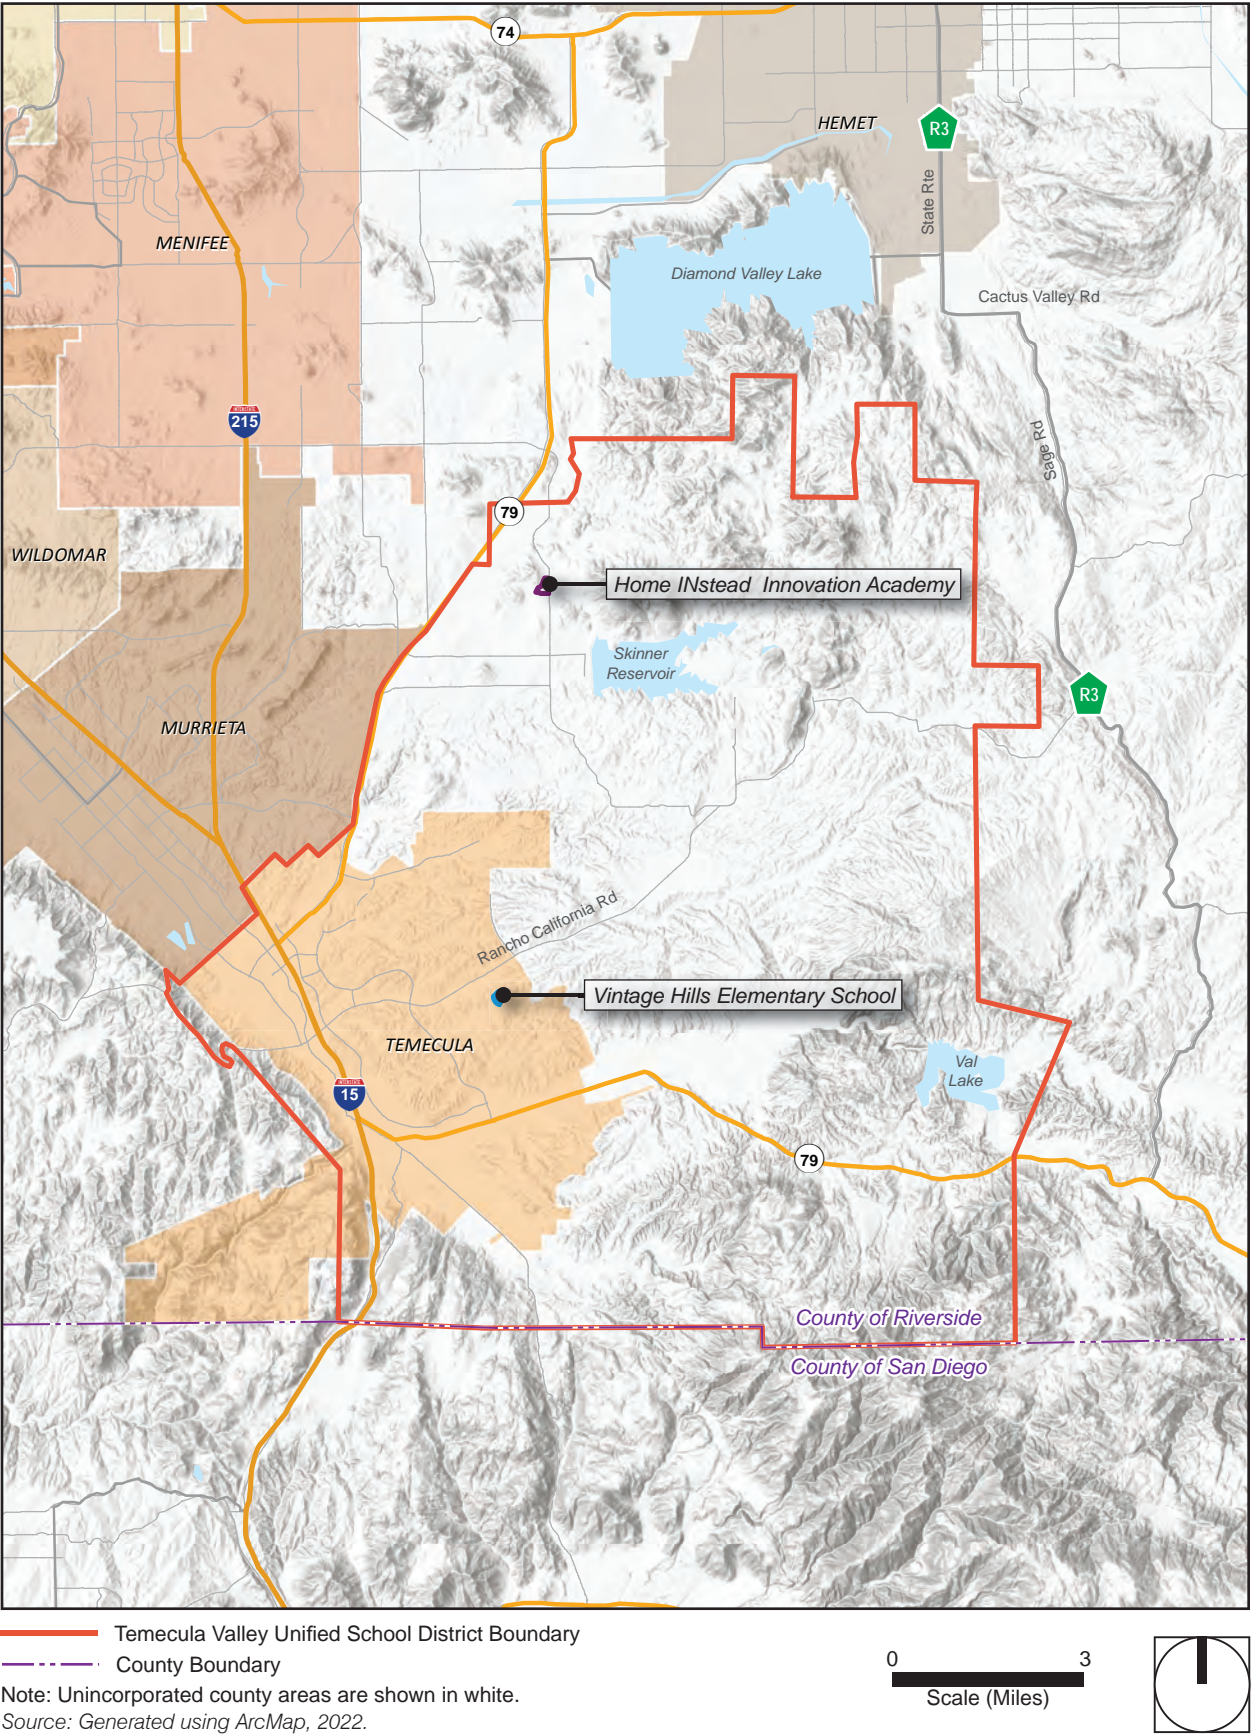 74
HEMET
R3
State Rte
MENIFEE
Diamond Valley Lake
Cactus Valley Rd
INTERSTATE
215
Sage Rd
79
WILDOMAR
Home INstead  Innovation Academy
Skinner
Reservoir
R3
MURRIETA
Rancho California Rd
Vintage Hills Elementary School
TEMECULA
Val
Lake
INTERSTATE
15
79
County of Riverside
County of San Diego
Temecula Valley Unified School District Boundary
County Boundary
Note: Unincorporated county areas are shown in white.
Source: Generated using ArcMap, 2022.
0 3
Scale (Miles)